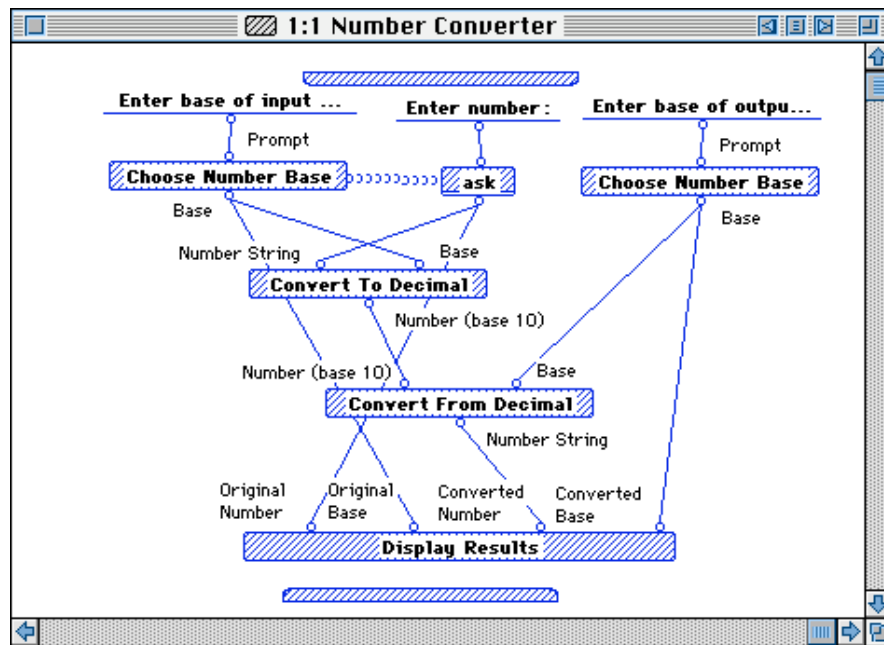 1:1 Number Converter
Enter base of input ...
Enter number:
Enter base of outpu...
Prompt
Prompt
Choose Number Base
ask
Choose Number Base
Base
Base
Number String
Base
Convert To Decimal
Number (base 10)
Number (base 10)
Base
Convert From Decimal
Number String
Original
Number
Original
Base
Converted
Number
Converted
Base
Display Results